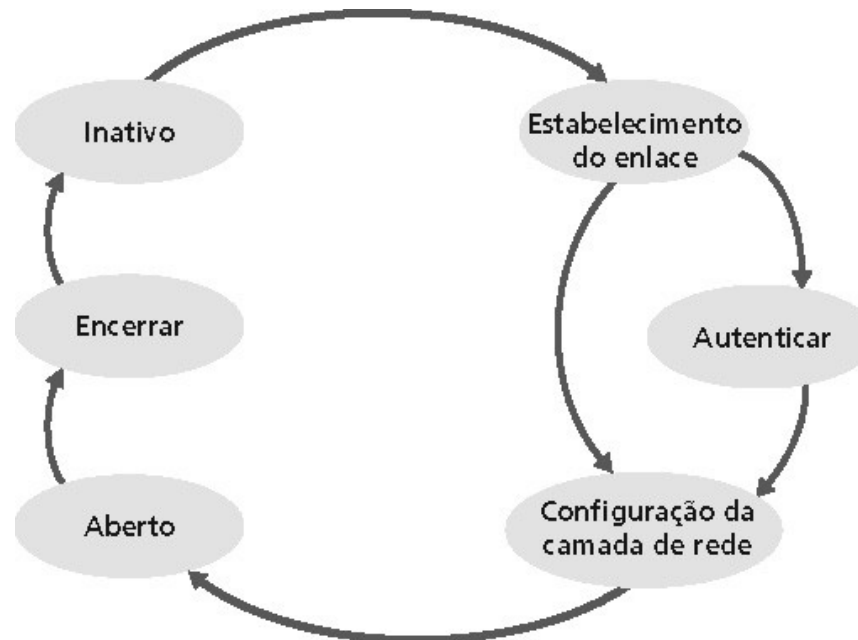 Inativo
Estabelecimento
do enlace
Encerrar
Autenticar
Aberto
Configuração da
camada de rede